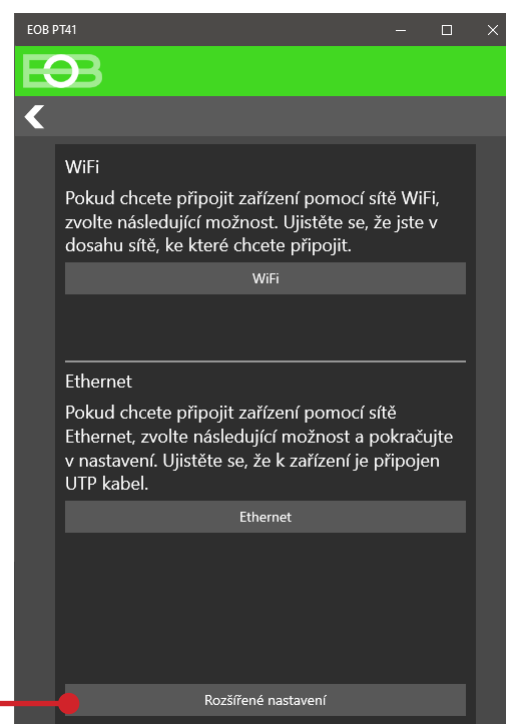 EOB PT41
EOB
WiFi
Pokud chcete připojit zařízení pomocí sítě WiFi,
zvolte následující možnost. Ujistěte se, že jste v
dosahu sítě, ke které chcete připojit.
WiFi
Ethernet
Pokud chcete připojit zařízení pomocí sítě
Ethernet, zvolte následující možnost a pokračujte
v nastavení. Ujistěte se, že k zařízení je připojen
UTP kabel.
Ethernet
Rozšířené nastavení